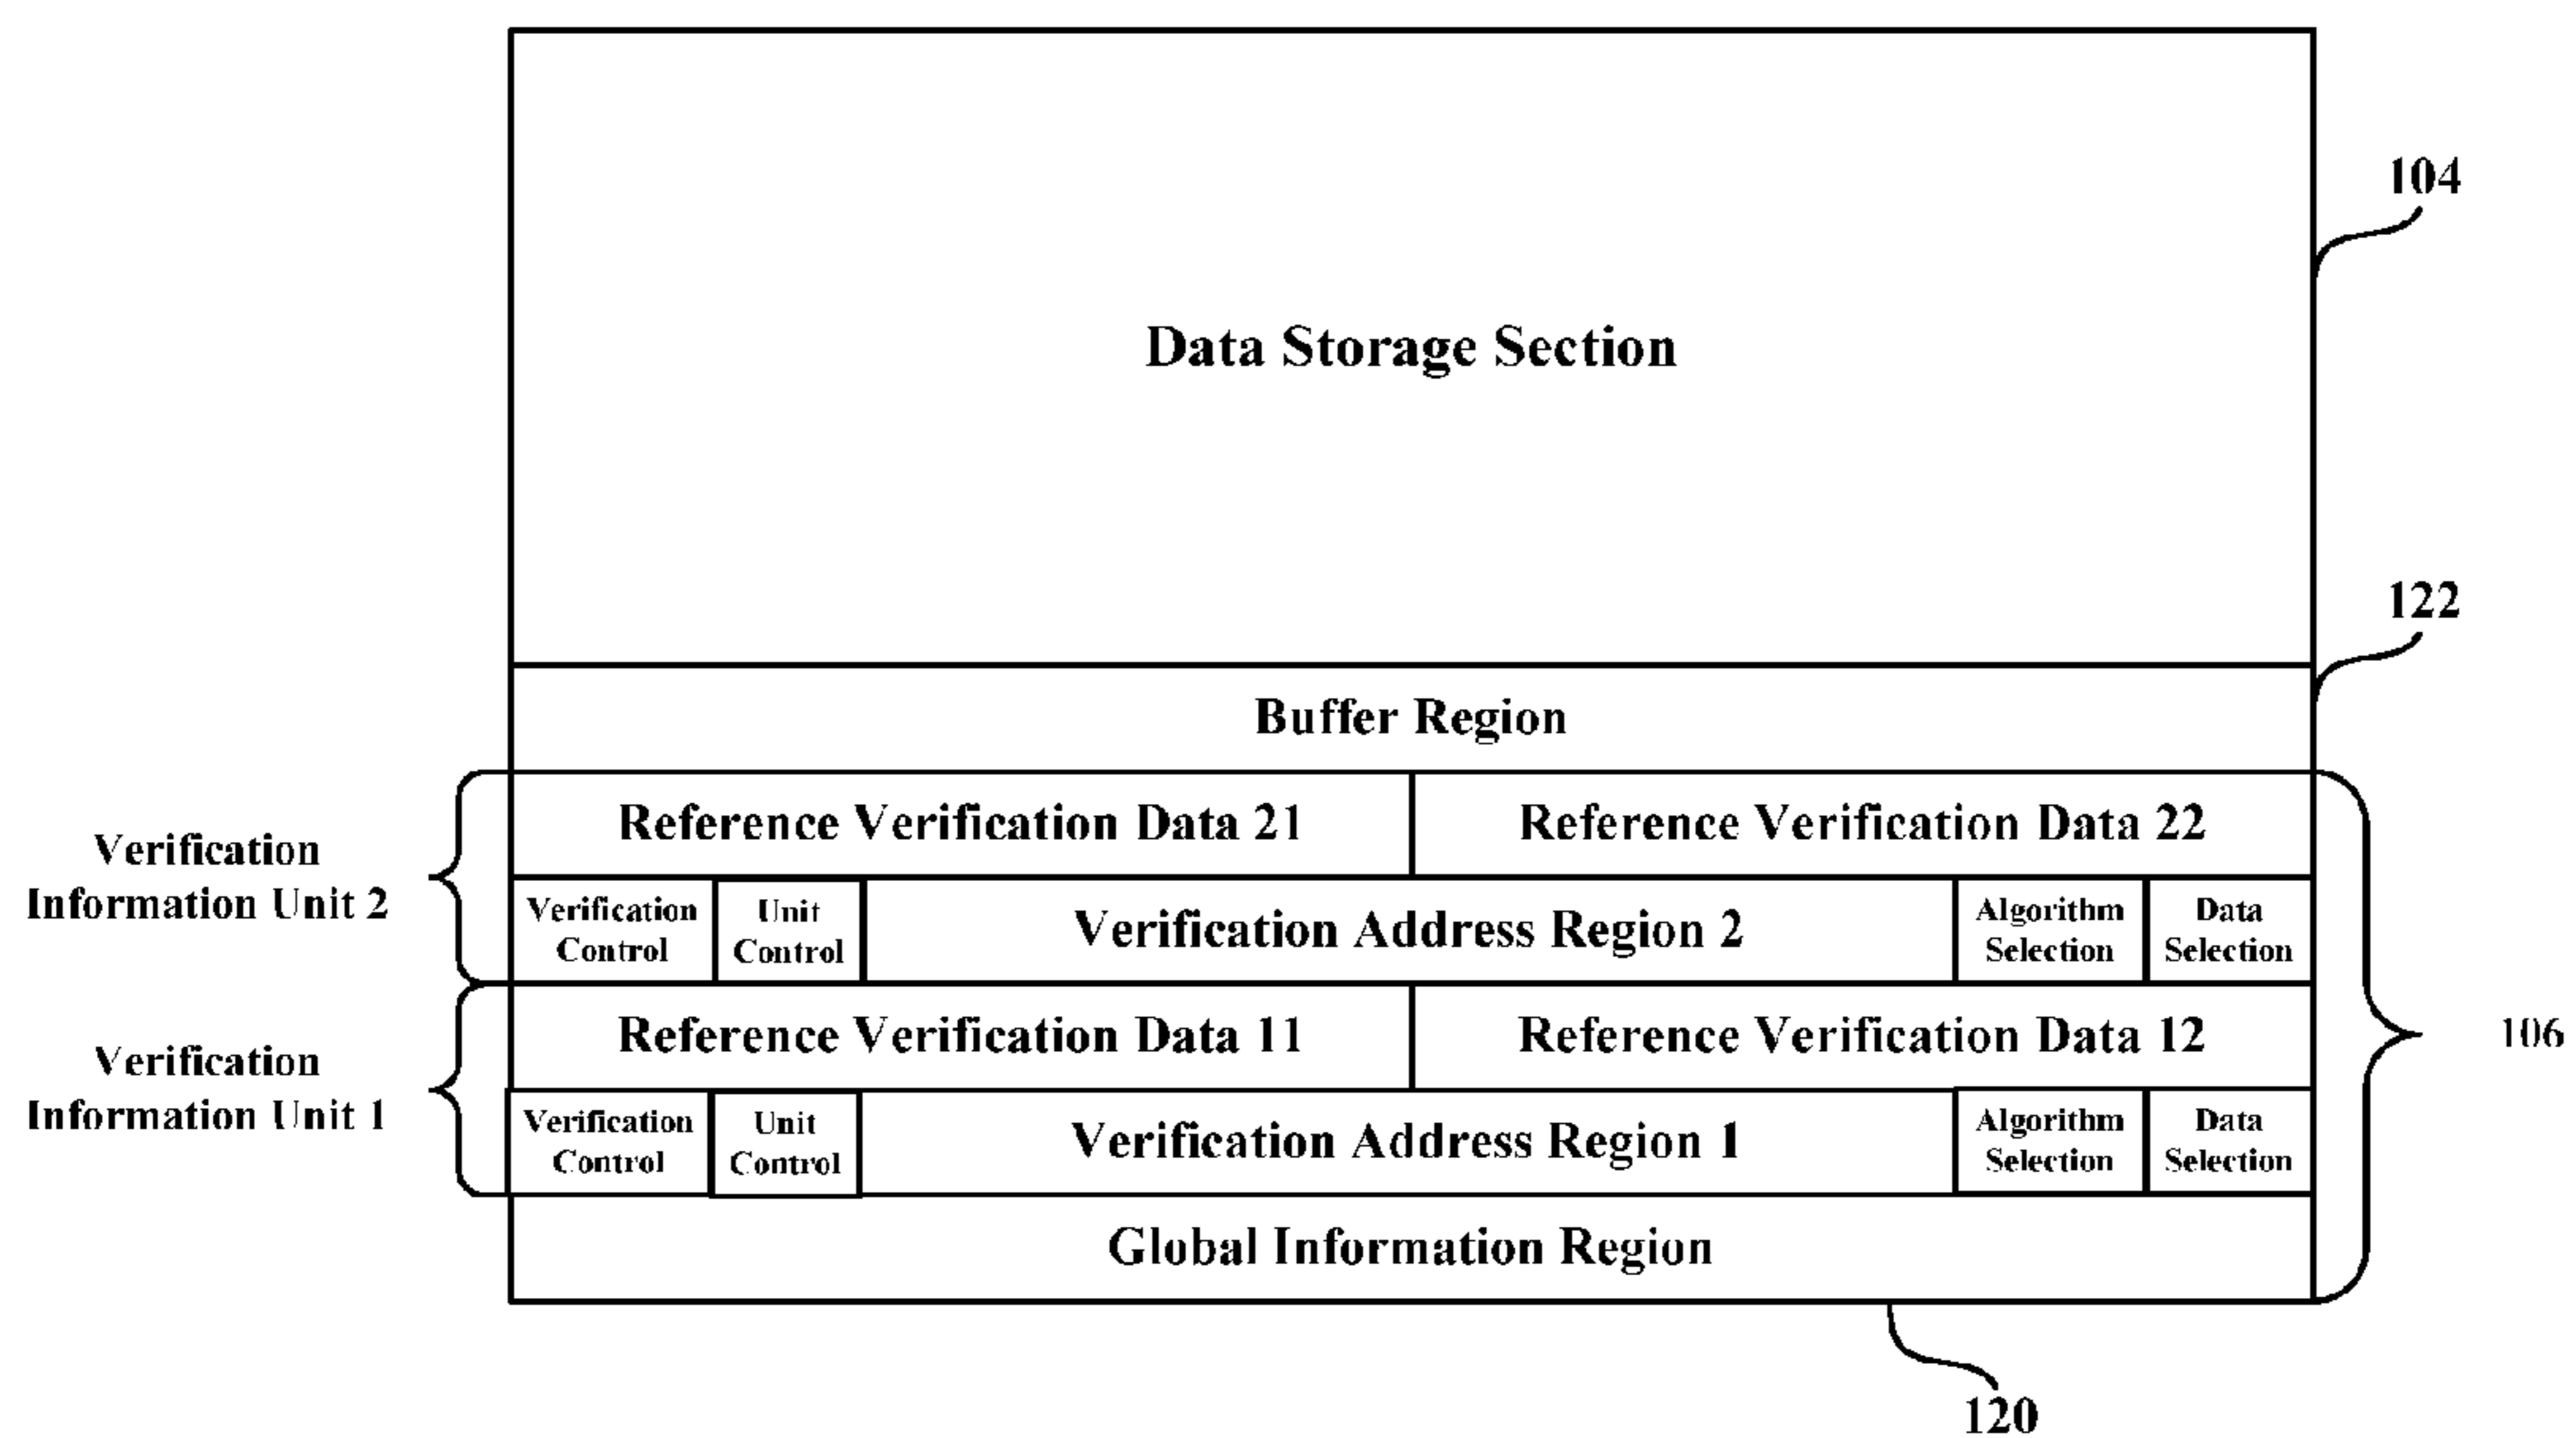 104
Data Storage Section
122
Buffer Region
Verification
Information Unit 2
Reference Verification Data 21
Reference Verification Data 22
Verification
Control
Unit
Control
Verification Address Region 2
Algorithm
Selection
Data
Selection
Verification
Information Unit 1
Reference Verification Data 11
Reference Verification Data 12
106
Verification
Control
Unit
Control
Verification Address Region 1
Algorithm
Selection
Data
Selection
Global Information Region
120